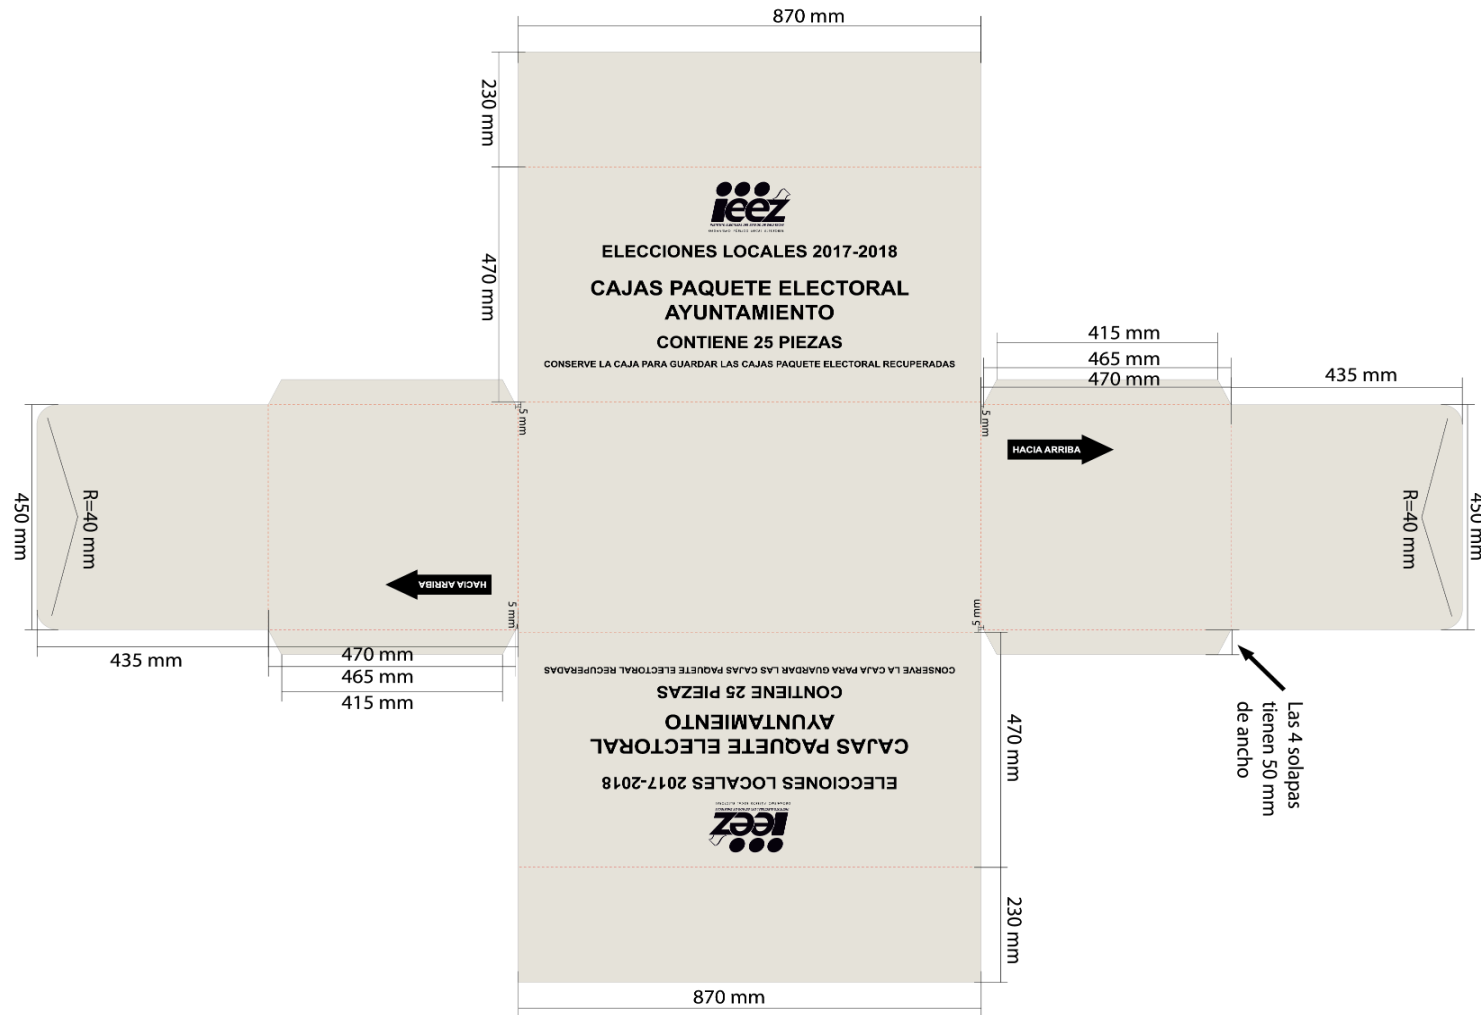 870 mm
230 mm
470 mm
ieez
ELECCIONES LOCALES 2017-2018
CAJAS PAQUETE ELECTORAL
AYUNTAMIENTO
CONTIENE 25 PIEZAS
CONSERVE LA CAJA PARA GUARDAR LAS CAJAS PAQUETE ELECTORAL RECUPERADAS
415 mm
465 mm
470 mm
435 mm
5 mm
5 mm
HACIA ARRIBA
450 mm
R=40 mm
R=40 mm
450 mm
HACIA ARRIBA
5 mm
5 mm
435 mm
470 mm
465 mm
415 mm
CONSERVE LA CAJA PARA GUARDAR LAS CAJAS PAQUETE ELECTORAL RECUPERADAS
CONTIENE 25 PIEZAS
AYUNTAMIENTO
CAJAS PAQUETE ELECTORAL
ELECCIONES LOCALES 2017-2018
ieez
470 mm
230 mm
Las 4 solapas
tienen 50 mm
de ancho
870 mm